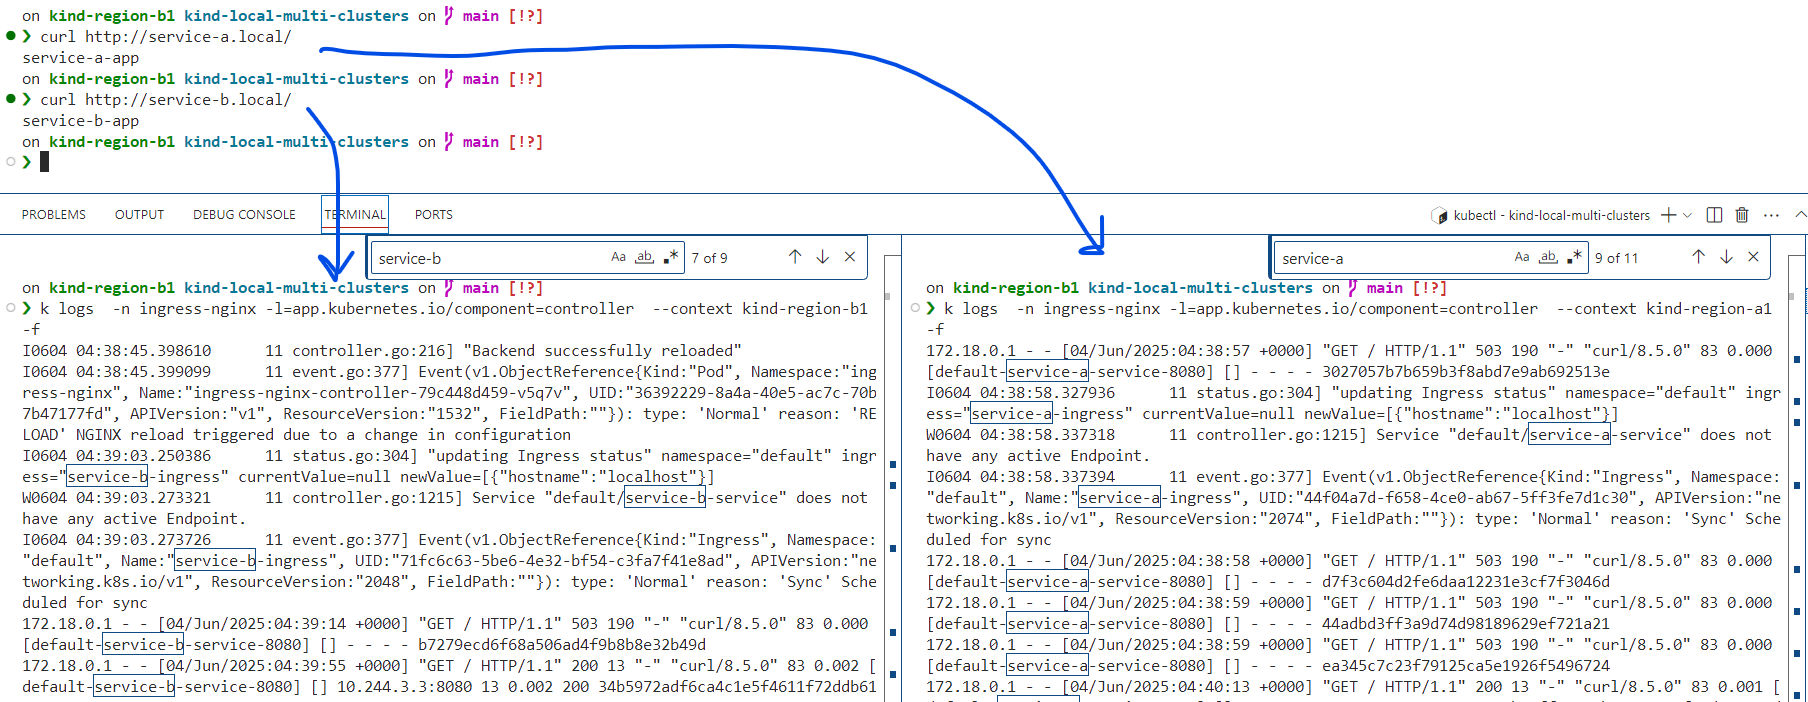 on kind-region-b1 kind-local-multi-clusters on main [!?]
❯ curl http://service-a.local/
service-a-app
on kind-region-b1 kind-local-multi-clusters on main [!?]
❯ curl http://service-b.local/
service-b-app
on kind-region-b1 kind-local-multi-clusters on main [!?]
❯
PROBLEMS OUTPUT DEBUG CONSOLE TERMINAL PORTS
kubectl - kind-local-multi-clusters
service-b Aa ab .* 7 of 9
on kind-region-b1 kind-local-multi-clusters on main [!?]
❯ k logs -n ingress-nginx -l=app.kubernetes.io/component=controller --context kind-region-b1
-f
I0604 04:38:45.398610 11 controller.go:216] "Backend successfully reloaded"
I0604 04:38:45.399099 11 event.go:377] Event(v1.ObjectReference{Kind:"Pod", Namespace:"ing
ress-nginx", Name:"ingress-nginx-controller-79c448d459-v5q7v", UID:"36392229-8a4a-40e5-ac7c-70b
7b47177fd", APIVersion:"v1", ResourceVersion:"1532", FieldPath:""}): type: 'Normal' reason: 'RE
LOAD' NGINX reload triggered due to a change in configuration
I0604 04:39:03.250386 11 status.go:304] "updating Ingress status" namespace="default" ingr
ess="service-b-ingress" currentValue=null newValue=[{"hostname":"localhost"}]
W0604 04:39:03.273321 11 controller.go:1215] Service "default/service-b-service" does not
have any active Endpoint.
I0604 04:39:03.273726 11 event.go:377] Event(v1.ObjectReference{Kind:"Ingress", Namespace:
"default", Name:"service-b-ingress", UID:"71fc6c63-5be6-4e32-bf54-c3fa7f41e8ad", APIVersion:"ne
tworking.k8s.io/v1", ResourceVersion:"2048", FieldPath:""}): type: 'Normal' reason: 'Sync' Sche
duled for sync
172.18.0.1 - - [04/Jun/2025:04:39:14 +0000] "GET / HTTP/1.1" 503 190 "-" "curl/8.5.0" 83 0.000
[default-service-b-service-8080] [] - - - - b7279ecd6f68a506ad4f9b8b8e32b49d
172.18.0.1 - - [04/Jun/2025:04:39:55 +0000] "GET / HTTP/1.1" 200 13 "-" "curl/8.5.0" 83 0.002 [
default-service-b-service-8080] [] 10.244.3.3:8080 13 0.002 200 34b5972adf6ca4c1e5f4611f72ddb61
service-a Aa ab .* 9 of 11
on kind-region-b1 kind-local-multi-clusters on main [!?]
❯ k logs -n ingress-nginx -l=app.kubernetes.io/component=controller --context kind-region-a1
-f
172.18.0.1 - - [04/Jun/2025:04:38:57 +0000] "GET / HTTP/1.1" 503 190 "-" "curl/8.5.0" 83 0.000
[default-service-a-service-8080] [] - - - - 3027057b7b659b3f8abd7e9ab692513e
I0604 04:38:58.327936 11 status.go:304] "updating Ingress status" namespace="default" ingr
ess="service-a-ingress" currentValue=null newValue=[{"hostname":"localhost"}]
W0604 04:38:58.337318 11 controller.go:1215] Service "default/service-a-service" does not
have any active Endpoint.
I0604 04:38:58.337394 11 event.go:377] Event(v1.ObjectReference{Kind:"Ingress", Namespace:
"default", Name:"service-a-ingress", UID:"44f04a7d-f658-4ce0-ab67-5ff3fe7d1c30", APIVersion:"ne
tworking.k8s.io/v1", ResourceVersion:"2074", FieldPath:""}): type: 'Normal' reason: 'Sync' Sche
duled for sync
172.18.0.1 - - [04/Jun/2025:04:38:58 +0000] "GET / HTTP/1.1" 503 190 "-" "curl/8.5.0" 83 0.000
[default-service-a-service-8080] [] - - - - d7f3c604d2fe6daa12231e3cf7f3046d
172.18.0.1 - - [04/Jun/2025:04:38:59 +0000] "GET / HTTP/1.1" 503 190 "-" "curl/8.5.0" 83 0.000
[default-service-a-service-8080] [] - - - - 44adbd3ff3a9d74d98189629ef721a21
172.18.0.1 - - [04/Jun/2025:04:38:59 +0000] "GET / HTTP/1.1" 503 190 "-" "curl/8.5.0" 83 0.000
[default-service-a-service-8080] [] - - - - ea345c7c23f79125ca5e1926f5496724
172.18.0.1 - - [04/Jun/2025:04:40:13 +0000] "GET / HTTP/1.1" 200 13 "-" "curl/8.5.0" 83 0.001 [